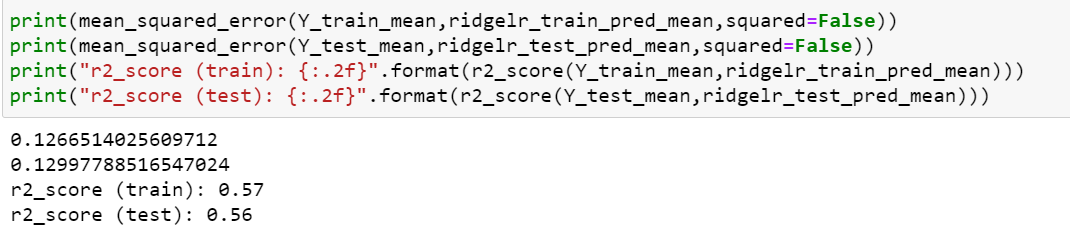 print(mean_squared_error(Y_train_mean,ridgelr_train_pred_mean,squared=False))
print(mean_squared_error(Y_test_mean,ridgelr_test_pred_mean,squared=False))
print("r2_score (train): {:.2f}".format(r2_score(Y_train_mean,ridgelr_train_pred_mean)))
print("r2_score (test): {:.2f}".format(r2_score(Y_test_mean,ridgelr_test_pred_mean)))
0.1266514025609712
0.12997788516547024
r2_score (train): 0.57
r2_score (test): 0.56